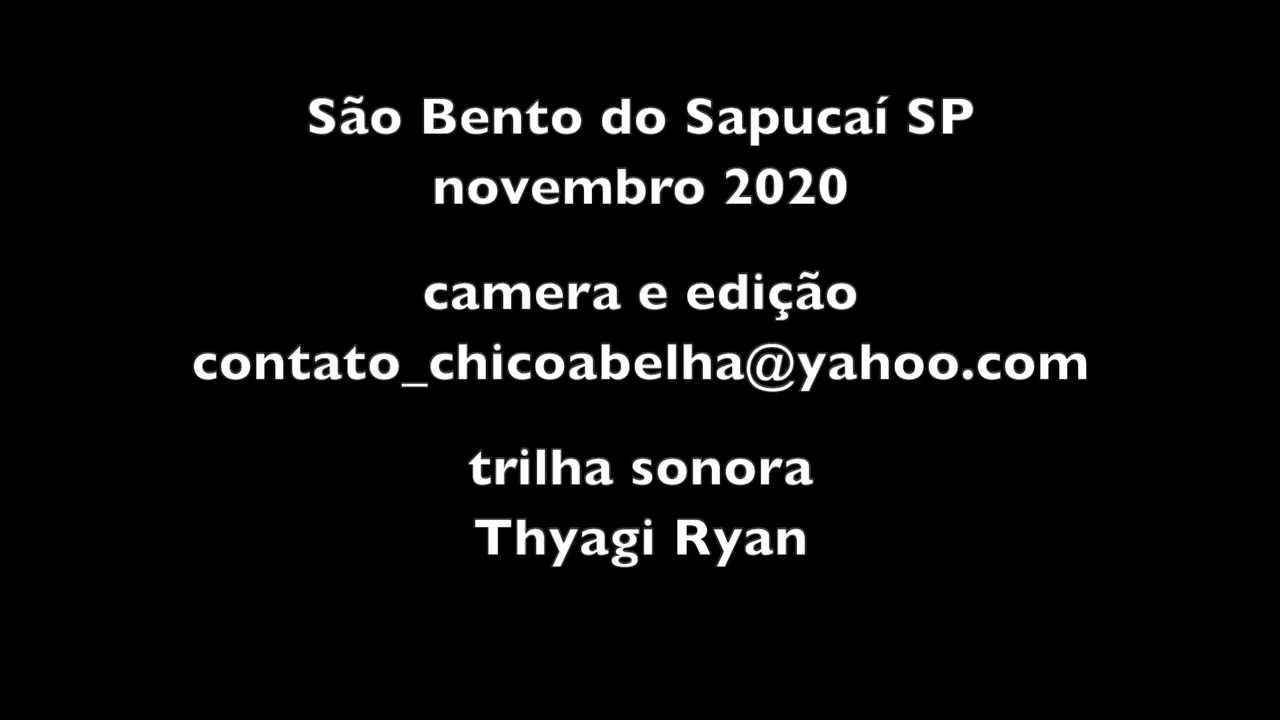 São Bento do Sapucaí SP
novembro 2020
camera e edição
contato_chicoabelha@yahoo.com
trilha sonora
Thyagi Ryan